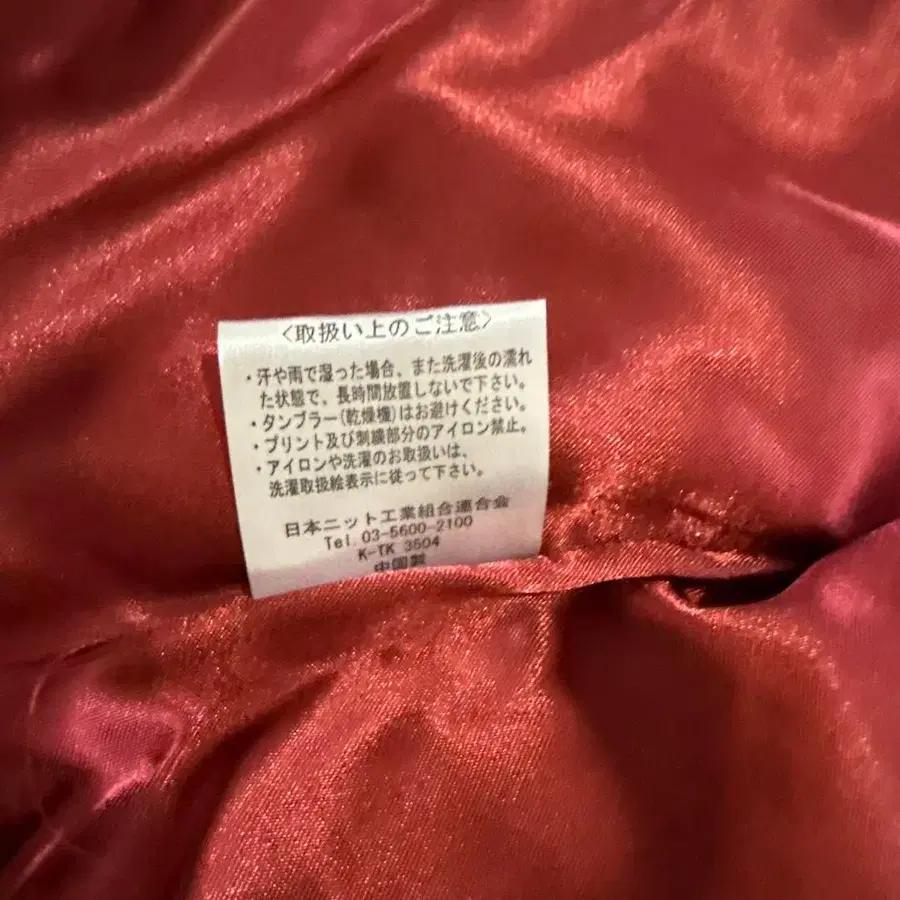 〈取扱い上のご注意〉
・汗や雨で湿った場合、また洗濯後の濡れ
た状態で、長時間放置しないで下さい。
・タンブラー(乾燥機)はお避けください。
・プリント及び刺繍部分のアイロン禁止。
・アイロンや洗濯のお取扱いは、
洗濯取扱絵表示に従って下さい。
日本ニット工業組合連合会
Tel. 03-5600-2100
K-TK 3504
中国製